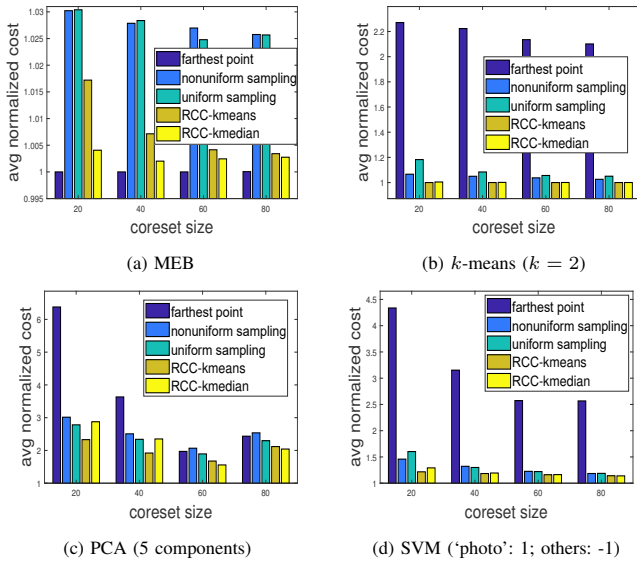 avg normalized cost
1.03
1.025
1.02
1.015
1.01
1.005
1
0.995
farthest point
nonuniform sampling
uniform sampling
RCC-kmeans
RCC-kmedian
20 40 60 80
coreset size
(a) MEB
avg normalized cost
2.2
2
1.8
1.6
1.4
1.2
1
farthest point
nonuniform sampling
uniform sampling
RCC-kmeans
RCC-kmedian
20 40 60 80
coreset size
(b) k-means (k = 2)
avg normalized cost
6
5
4
3
2
1
farthest point
nonuniform sampling
uniform sampling
RCC-kmeans
RCC-kmedian
20 40 60 80
coreset size
(c) PCA (5 components)
avg normalized cost
4.5
4
3.5
3
2.5
2
1.5
1
farthest point
nonuniform sampling
uniform sampling
RCC-kmeans
RCC-kmedian
20 40 60 80
coreset size
(d) SVM (‘photo’: 1; others: -1)